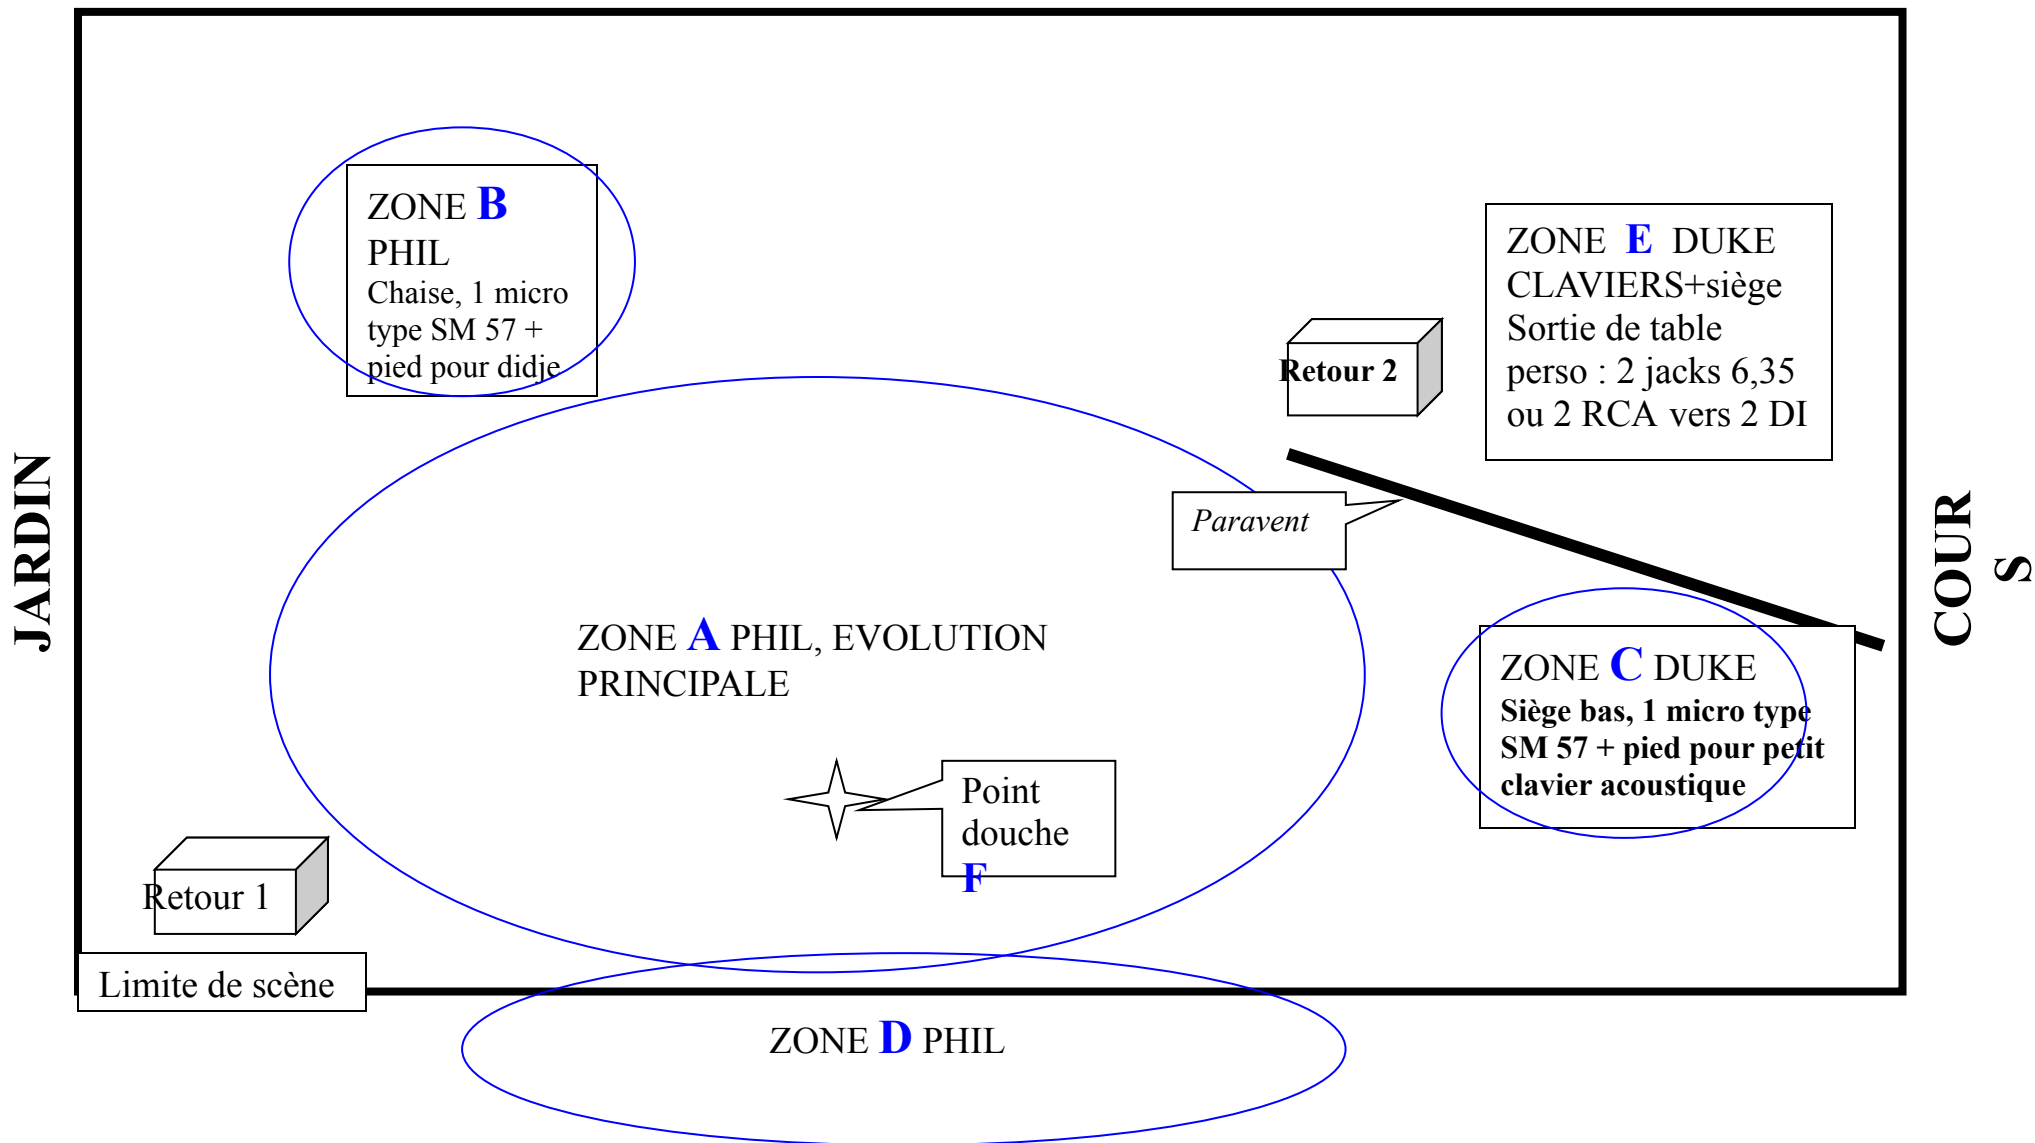 ZONE B
PHIL
Chaise, 1 micro
type SM 57 +
pied pour didje
ZONE E DUKE
CLAVIERS+siège
Sortie de table
perso : 2 jacks 6,35
ou 2 RCA vers 2 DI
Retour 2
JARDIN
COUR
S
Paravent
ZONE A PHIL, EVOLUTION
PRINCIPALE
ZONE C DUKE
Siège bas, 1 micro type
SM 57 + pied pour petit
clavier acoustique
Point
douche
F
Retour 1
Limite de scène
ZONE D PHIL